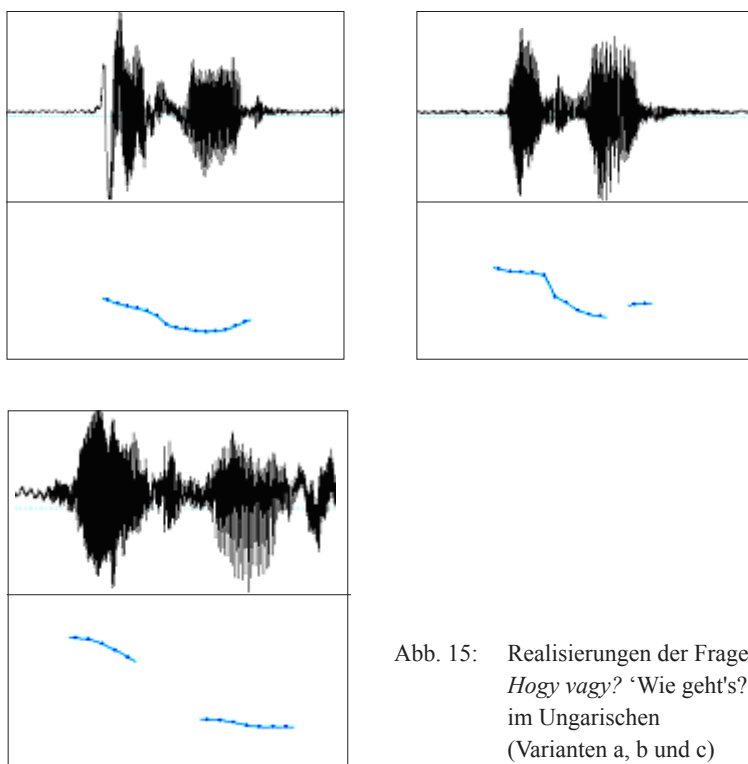 Abb. 15: Realisierungen der Frage
Hogy vagy? ‘Wie geht's?
im Ungarischen
(Varianten a, b und c)